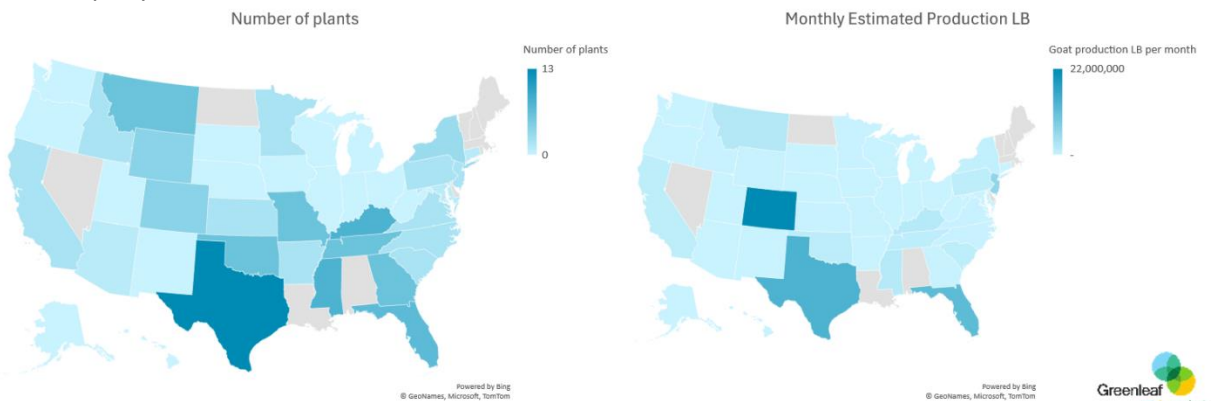 Number of plants
Number of plants
13
0
Powered by Bing
© GeoNames, Microsoft, TomTom
Monthly Estimated Production LB
Goat production LB per month
22,000,000
-
Powered by Bing
© GeoNames, Microsoft, TomTom
Greenleaf